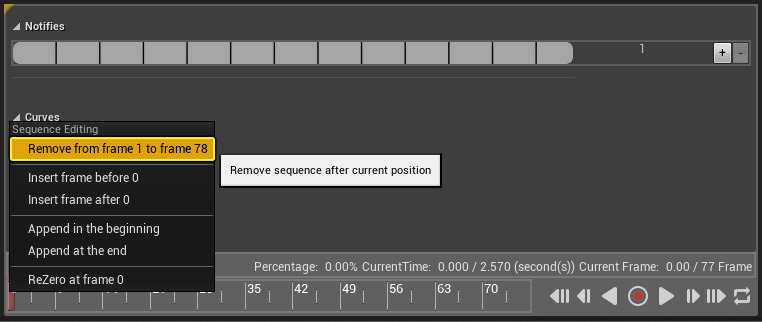 Notifies
1
+ -
Curves
Sequence Editing
Remove from frame 1 to frame 78
Remove sequence after current position
Insert frame before 0
Insert frame after 0
Append in the beginning
Append at the end
Percentage: 0.00% CurrentTime: 0.000 / 2.570 (second(s)) Current Frame: 0.00 / 77 Frame
ReZero at frame 0
35 42 49 56 63 70